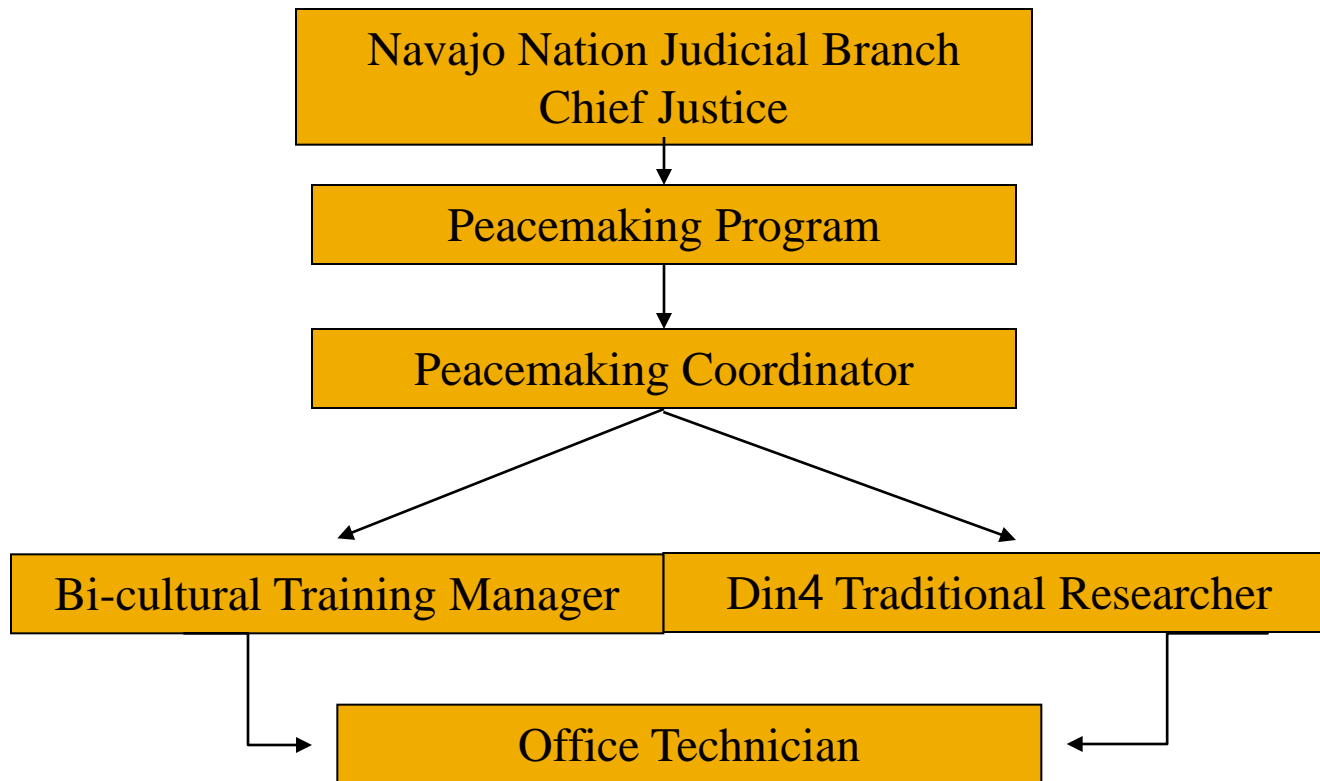 Navajo Nation Judicial Branch
Chief Justice
Peacemaking Program
Peacemaking Coordinator
Bi-cultural Training Manager
Din4 Traditional Researcher
Office Technician